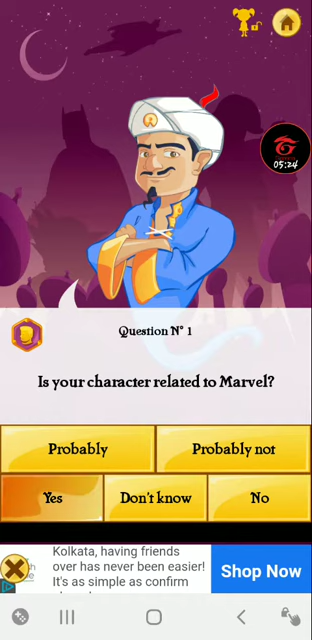 05:24
Question N° 1
Is your character related to Marvel?
Probably
Probably not
Yes
Don't know
No
Kolkata, having friends
over has never been easier!
It's as simple as confirm
Shop Now